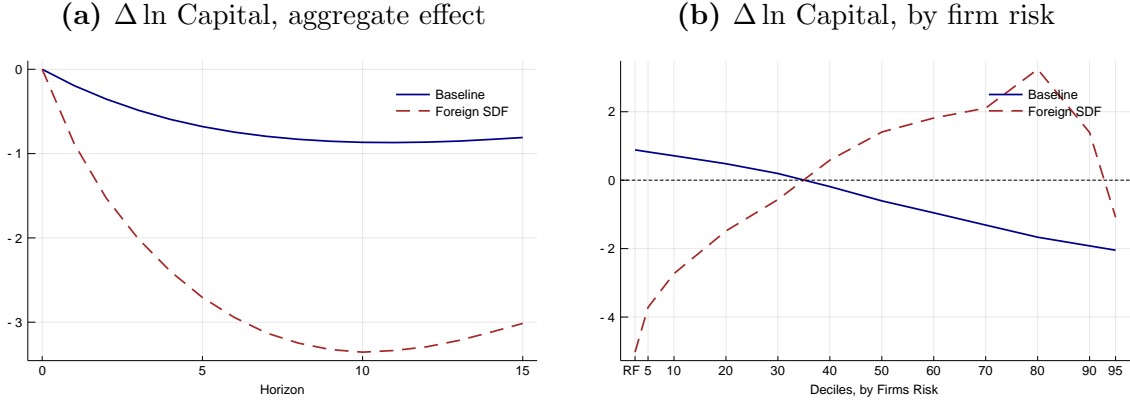 (a) Δ ln Capital, aggregate effect
0
- 1
- 2
- 3
Baseline
Foreign SDF
0 5 10 15
Horizon
(b) Δ ln Capital, by firm risk
2
0
- 2
- 4
Baseline
Foreign SDF
RF 5 10 20 30 40 50 60 70 80 90 95
Deciles, by Firms Risk